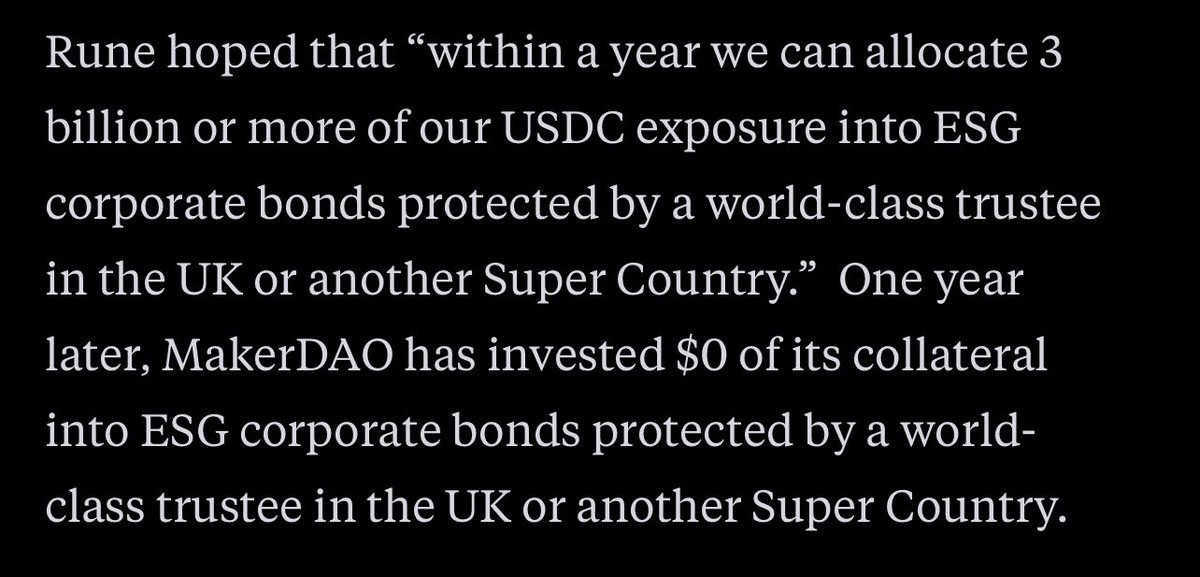 Rune hoped that “within a year we can allocate 3
billion or more of our USDC exposure into ESG
corporate bonds protected by a world-class trustee
in the UK or another Super Country.”  One year
later, MakerDAO has invested $0 of its collateral
into ESG corporate bonds protected by a world-
class trustee in the UK or another Super Country.